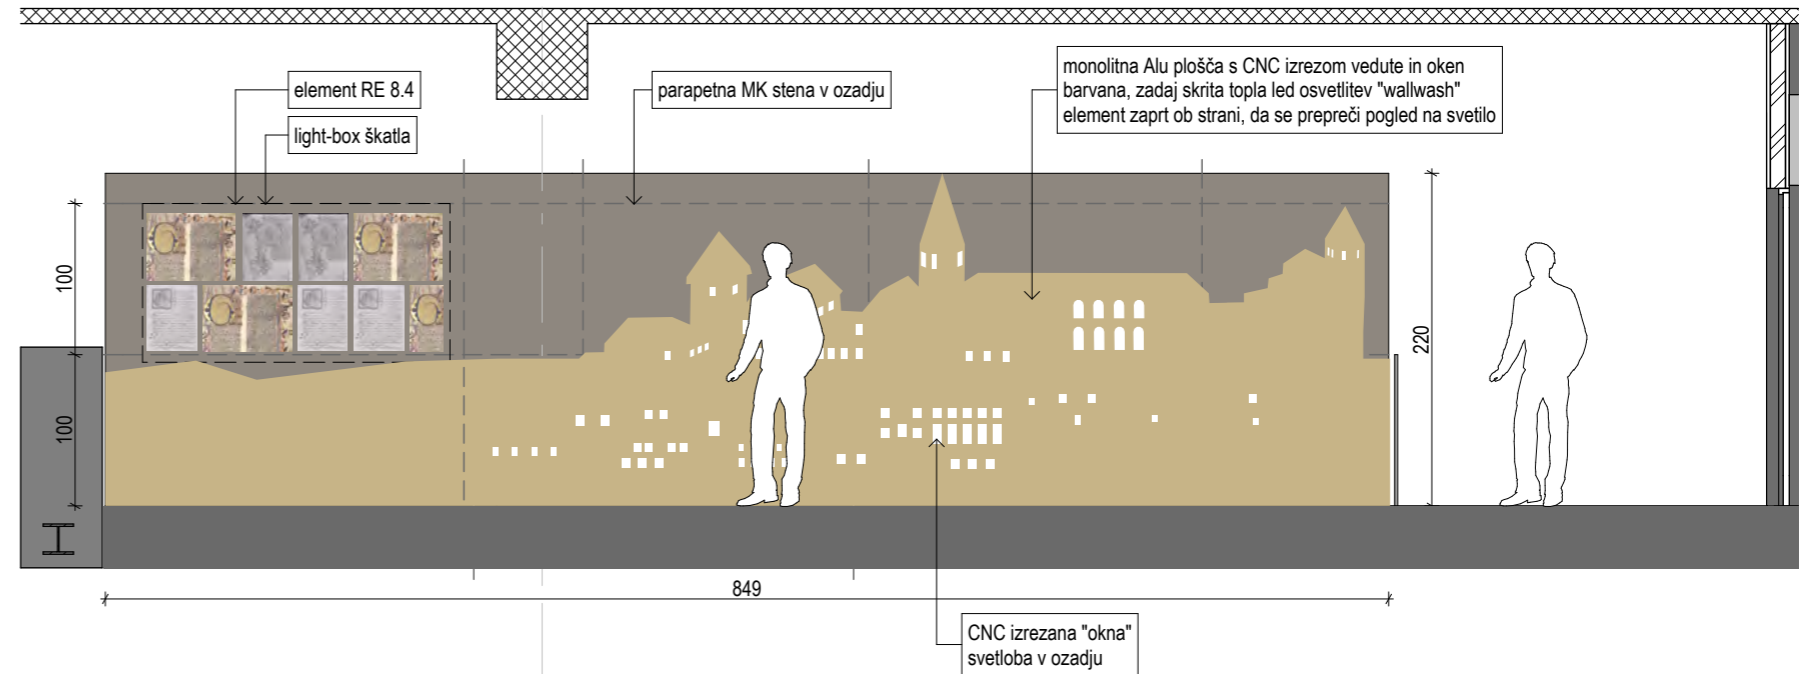 element RE 8.4
light-box škatla
parapetna MK stena v ozadju
monolitna Alu plošča s CNC izrezom vedute in oken
barvana, zadaj skrita topla led osvetlitev "wallwash"
element zaprt ob strani, da se prepreči pogled na svetilo
100
100
220
849
CNC izrezana "okna"
svetloba v ozadju